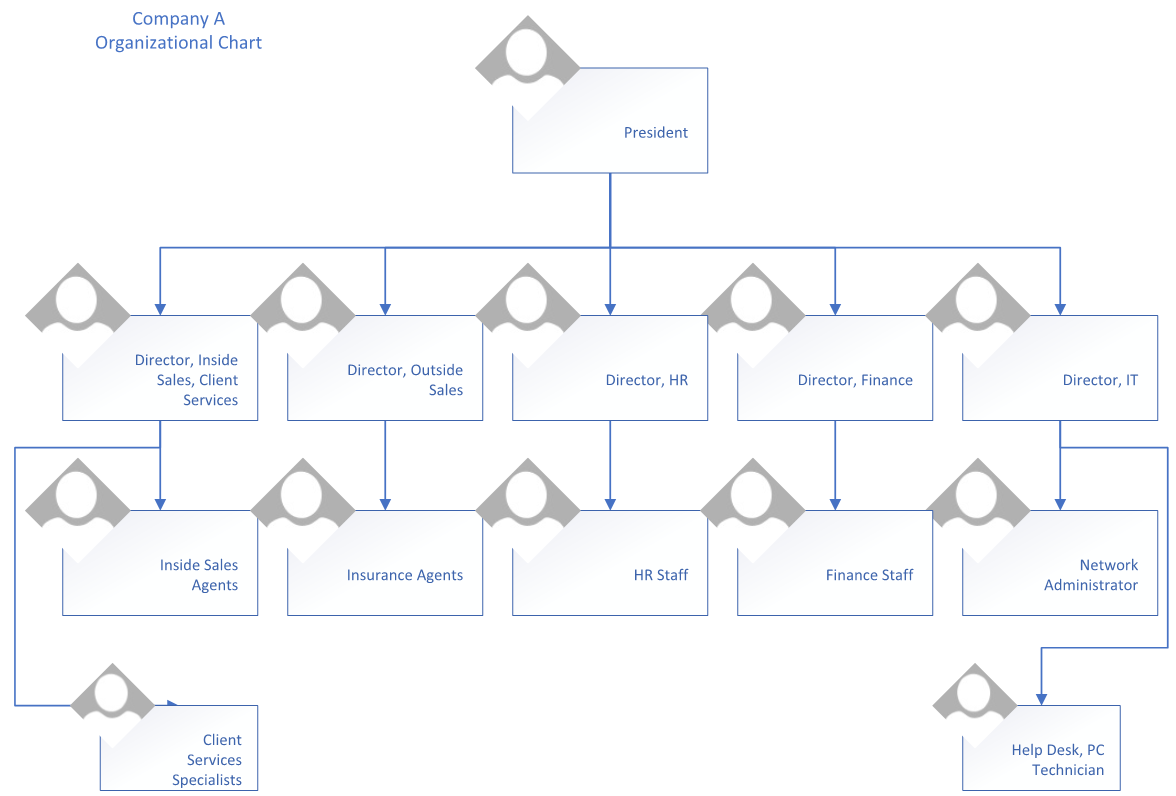 Company A
Organizational Chart
President
Director, Inside
Sales, Client
Services
Director, Outside
Sales
Director, HR
Director, Finance
Director, IT
Inside Sales
Agents
Insurance Agents
HR Staff
Finance Staff
Network
Administrator
Client
Services
Specialists
Help Desk, PC
Technician